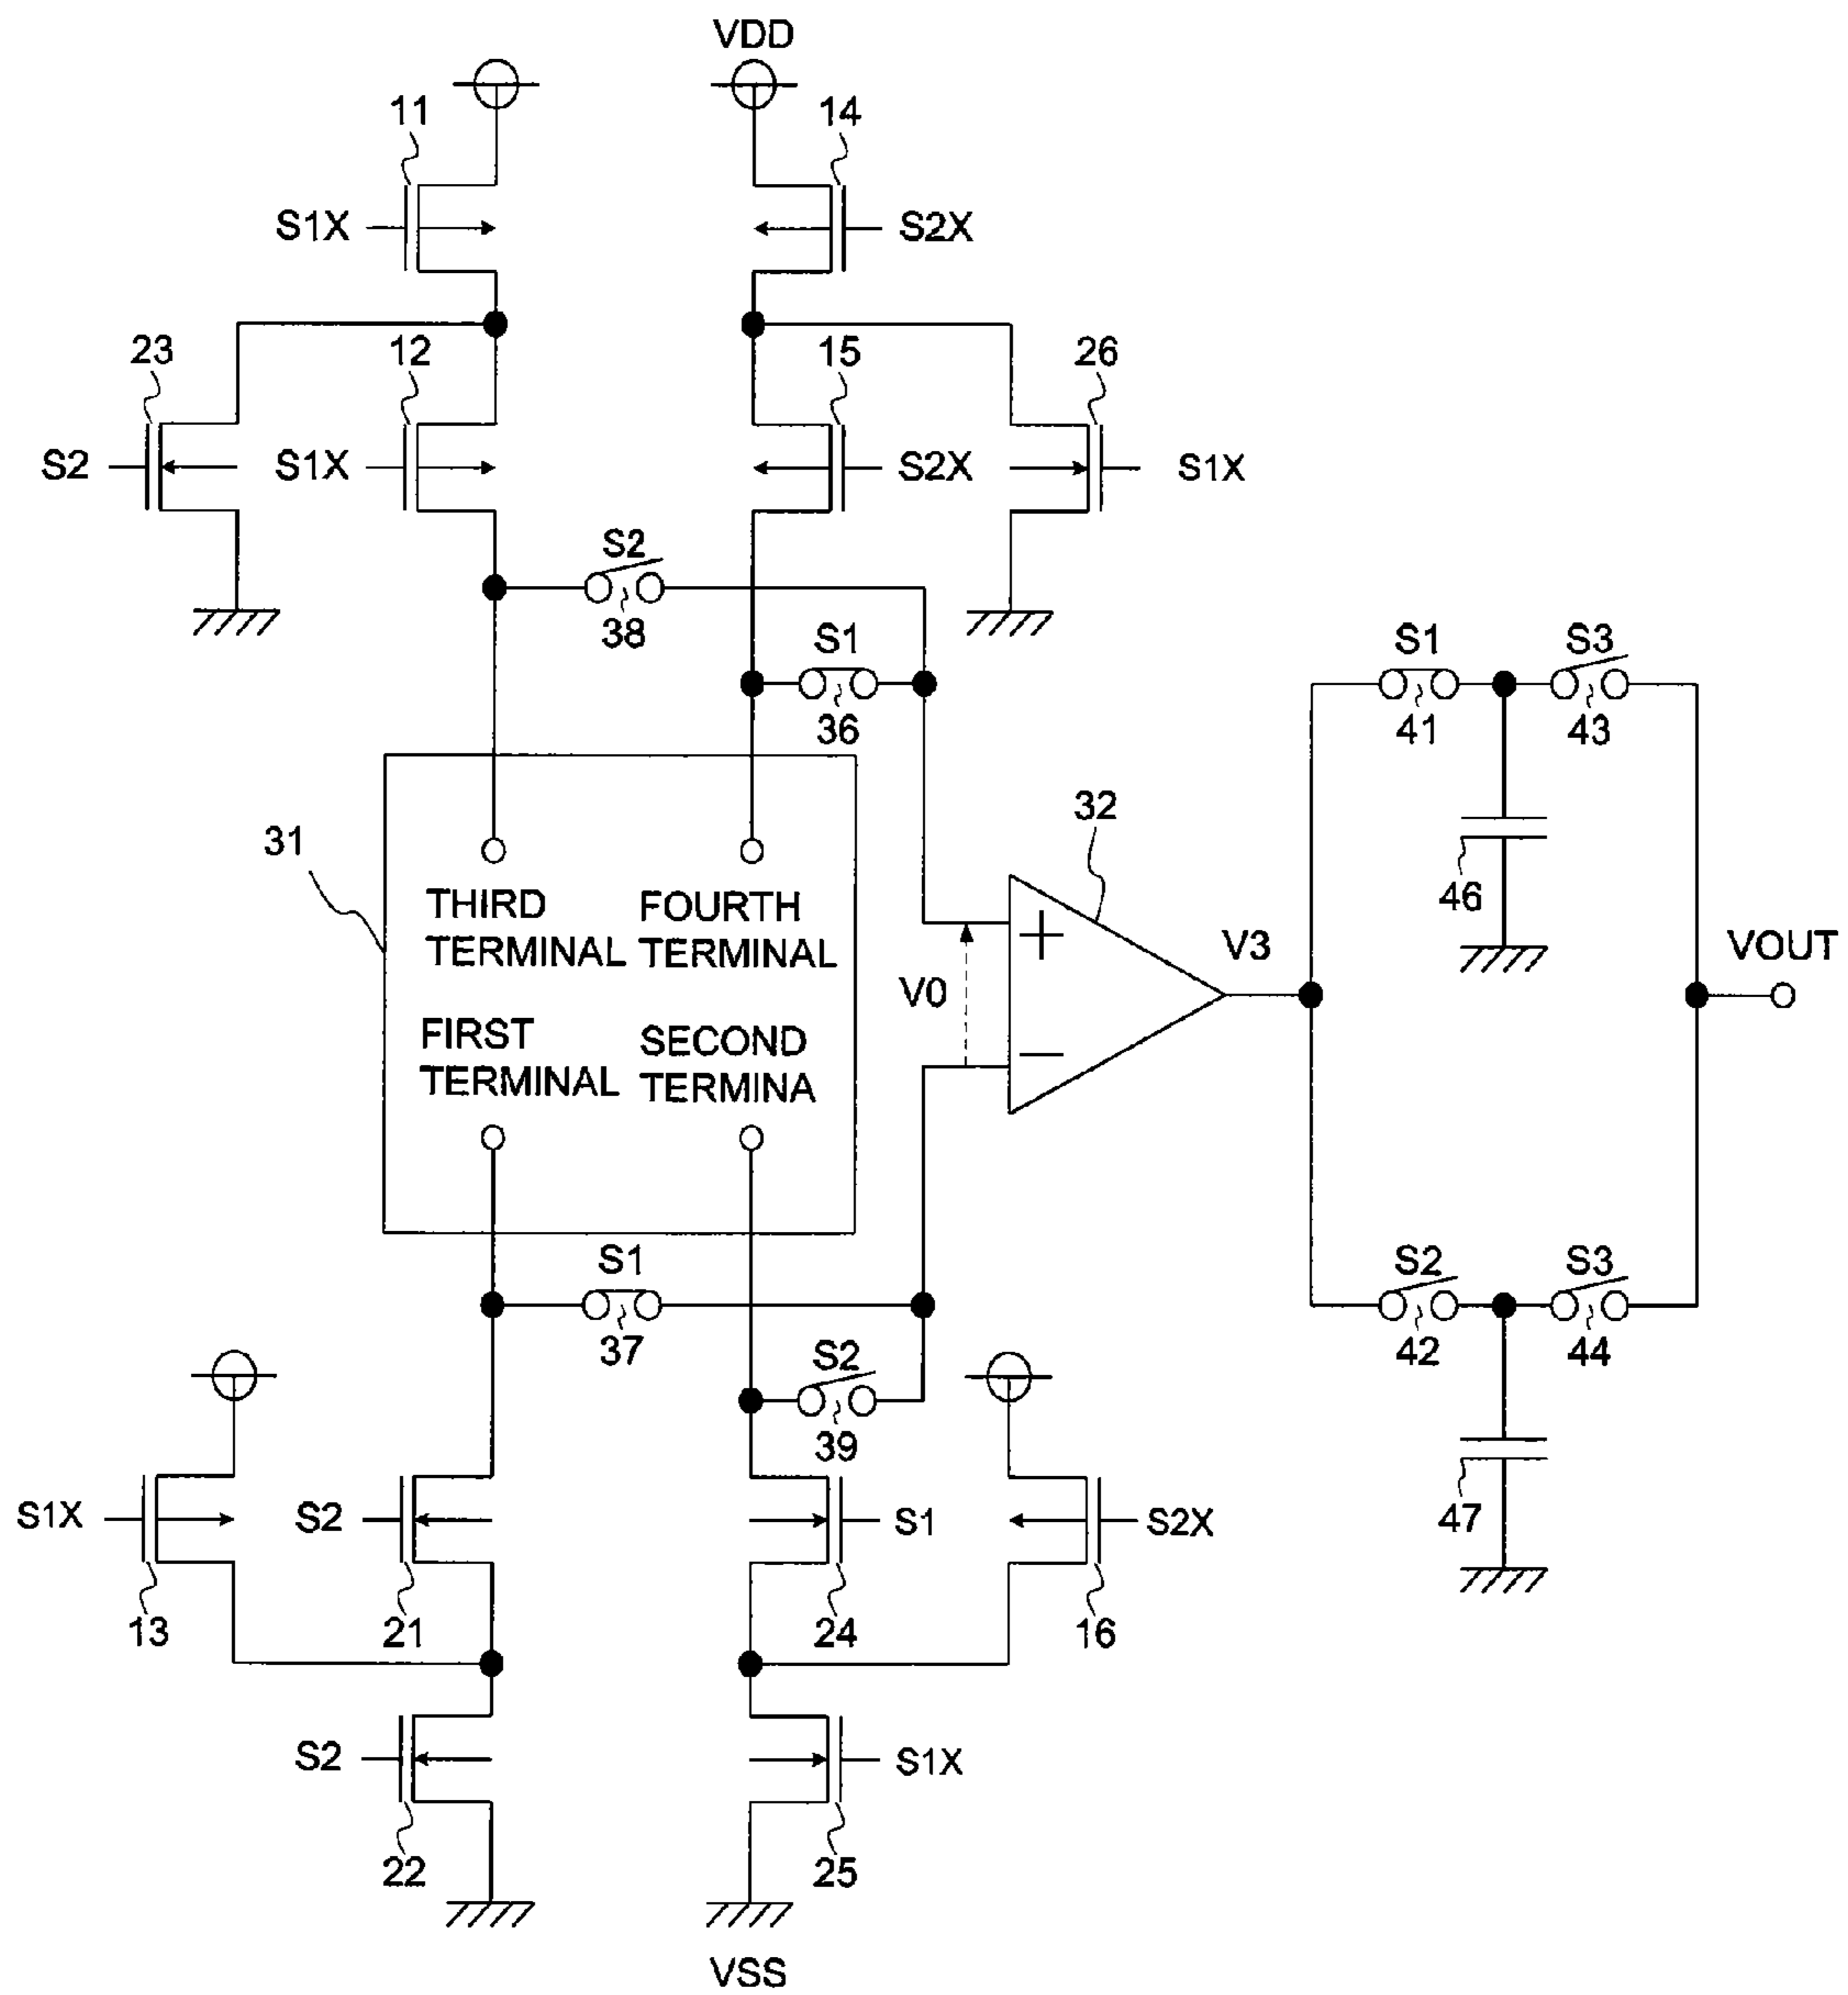 VDD
11
14
S1X
S2X
23
12
15
26
S2
S1X
S2X
S1X
S2
38
S1
36
S1
S3
41
43
31
32
46
THIRD
TERMINAL
FOURTH
TERMINAL
V0
V3
VOUT
FIRST
TERMINAL
SECOND
TERMINA
S1
37
S2
39
S2
S3
42
44
S1X
S2
S1
S2X
47
13
21
24
16
S2
S1X
22
25
VSS